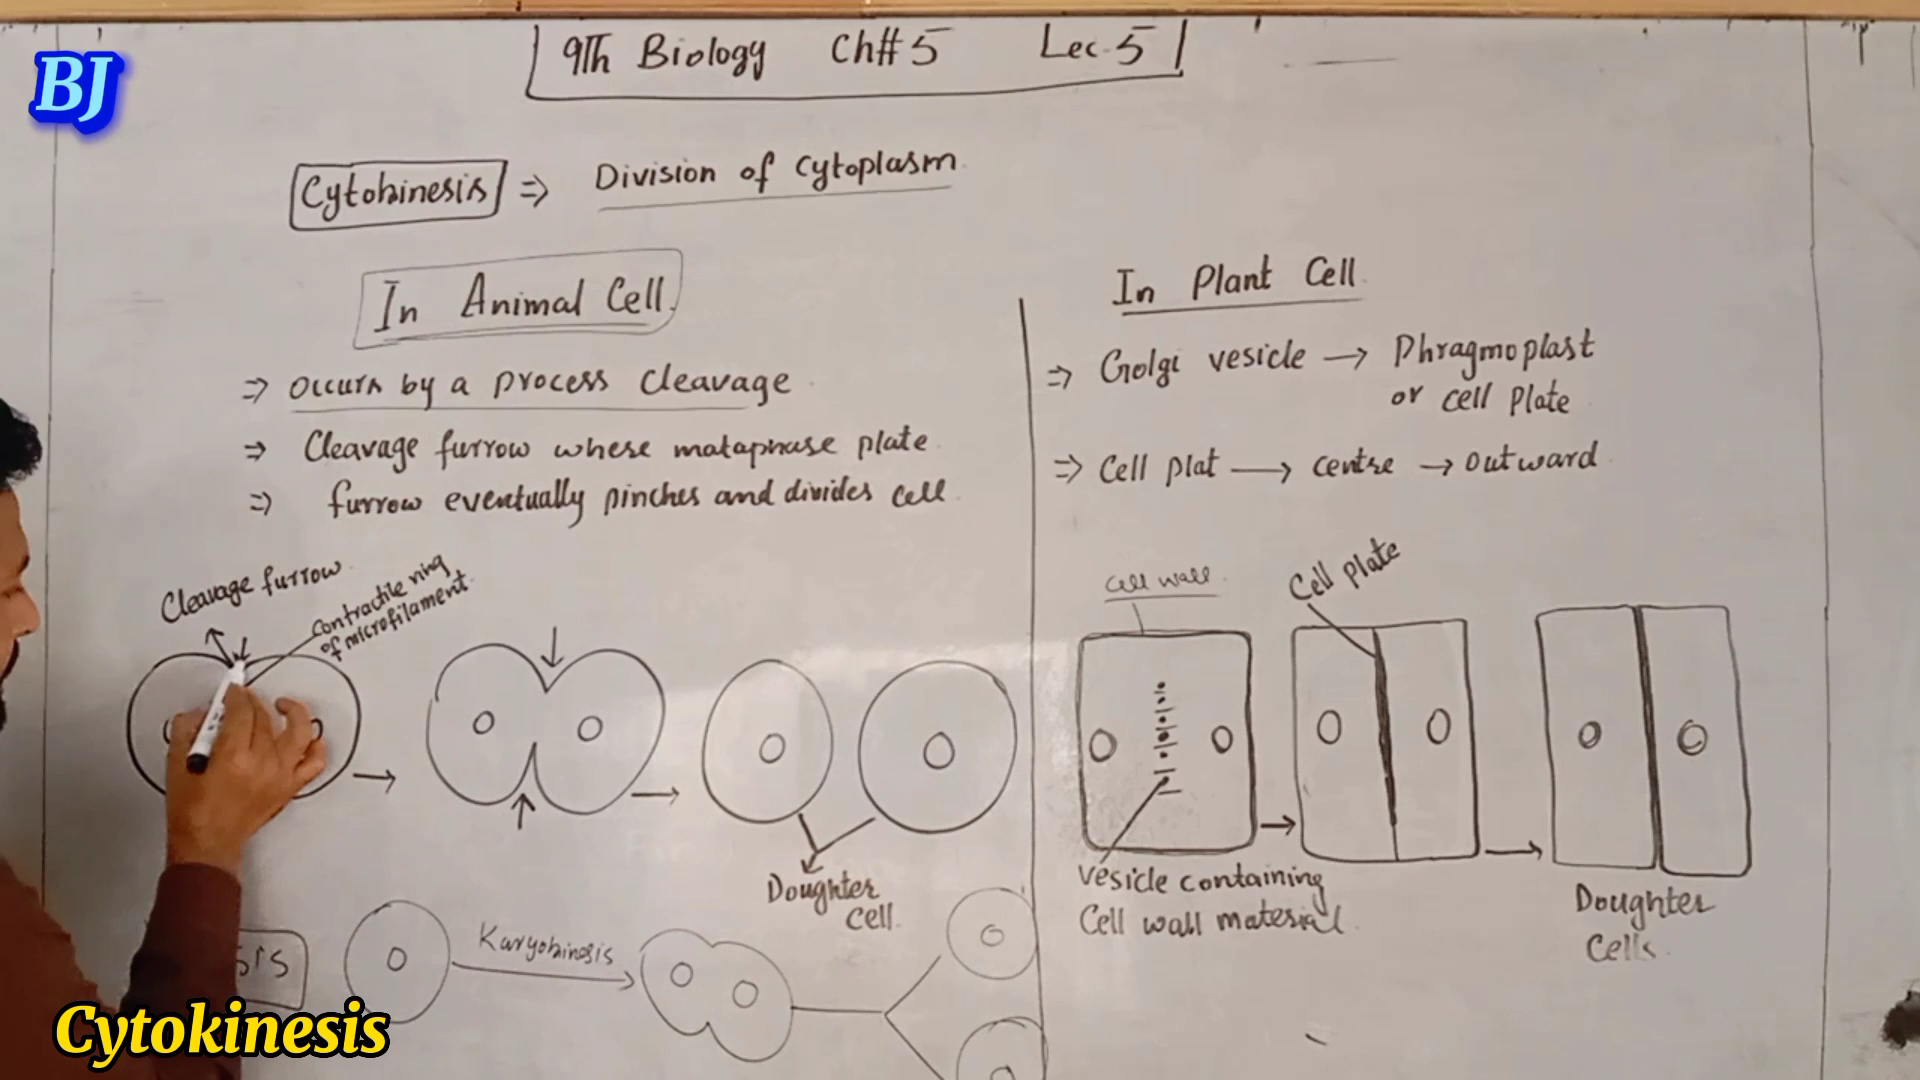 BJ
9Th Biology Ch#5 Lec.5
Cytokinesis ⇒ Division of Cytoplasm
In Animal Cell
⇒ Occurs by a process Cleavage
⇒ Cleavage furrow where mataphase plate
⇒ furrow eventually pinches and divides cell
Cleavage furrow
contractile ring
of microfilament
Doughter
cell
Karyokinesis
sis
In Plant Cell
⇒ Golgi vesicle → Phragmoplast
or cell Plate
⇒ Cell plat → centre → outward
Cell wall
Cell plate
Vesicle containing
Cell wall material
Doughter
Cells
Cytokinesis